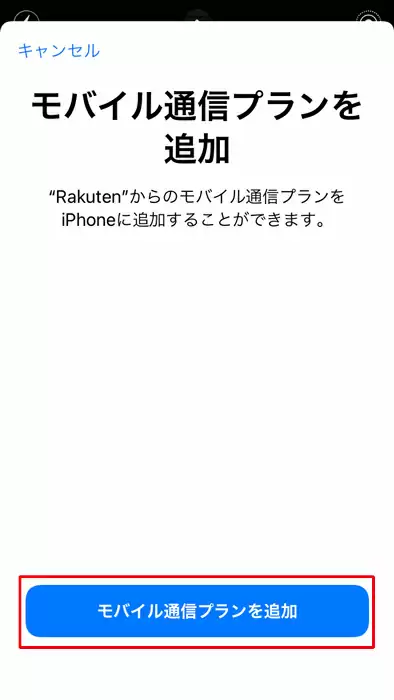 キャンセル
モバイル通信プランを
追加
“Rakuten”からのモバイル通信プランを
iPhoneに追加することができます。
モバイル通信プランを追加